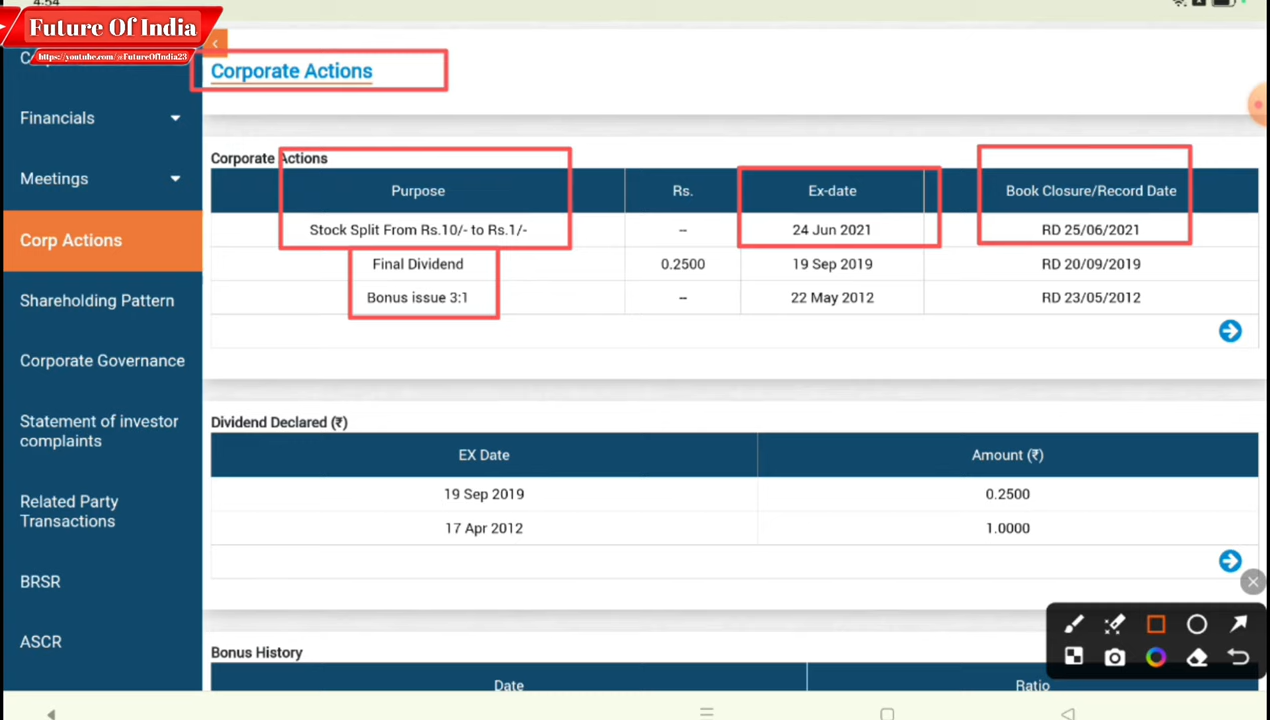 4:54
Future Of India
https://youtube.com/@FutureOfIndia23
Corporate Actions
Financials
Meetings
Corp Actions
Shareholding Pattern
Corporate Governance
Statement of investor
complaints
Related Party
Transactions
BRSR
ASCR
Corporate Actions
Purpose Rs. Ex-date Book Closure/Record Date
Stock Split From Rs.10/- to Rs.1/- -- 24 Jun 2021 RD 25/06/2021
Final Dividend 0.2500 19 Sep 2019 RD 20/09/2019
Bonus issue 3:1 -- 22 May 2012 RD 23/05/2012
Dividend Declared (₹)
EX Date Amount (₹)
19 Sep 2019 0.2500
17 Apr 2012 1.0000
Bonus History
Date Ratio